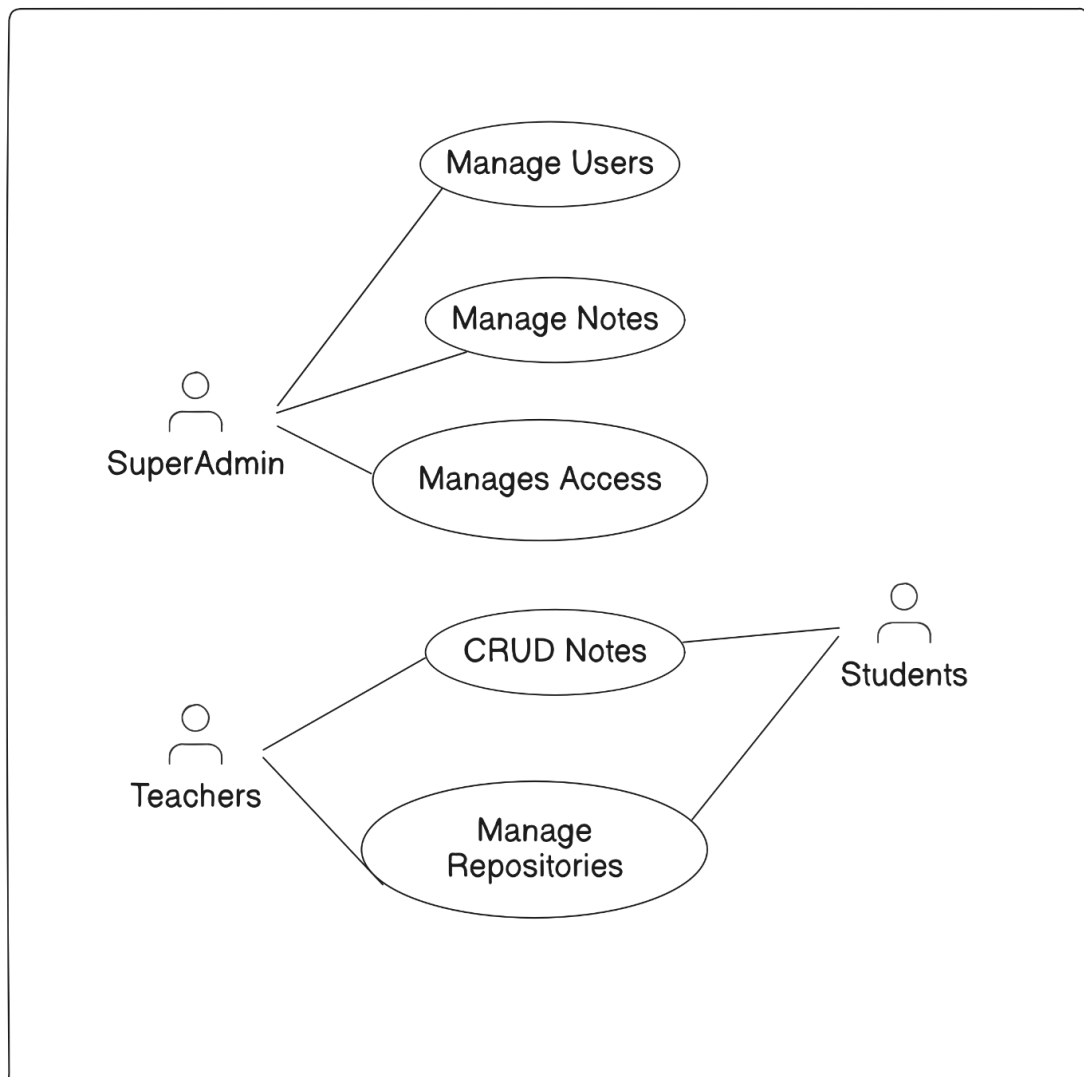 Manage Users
Manage Notes
SuperAdmin
Manages Access
CRUD Notes
Students
Teachers
Manage
Repositories